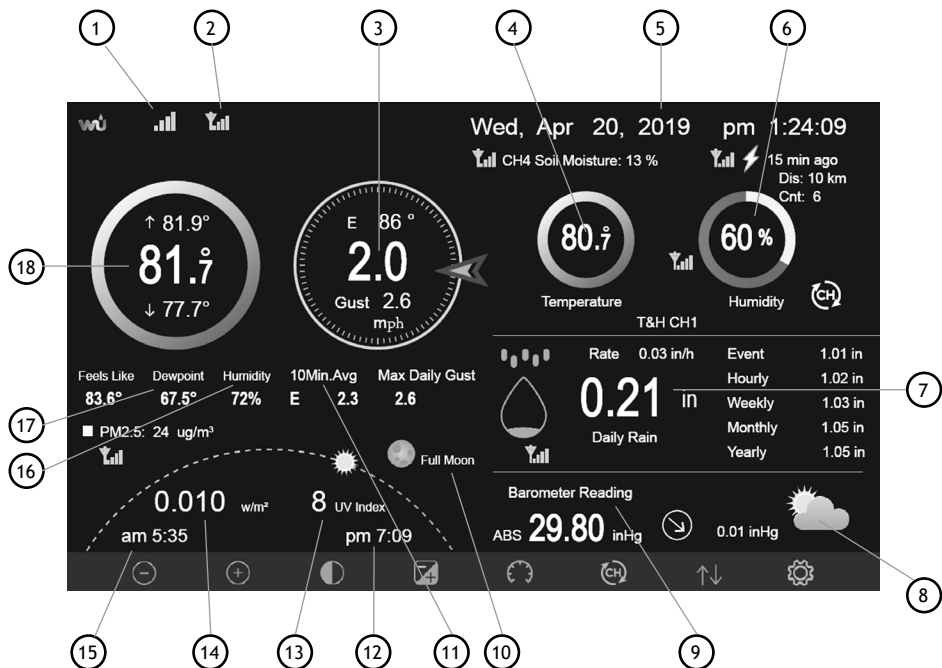 1 2 3 4 5 6
wu
Wed, Apr 20, 2019 pm 1:24:09
CH4 Soil Moisture: 13 %
15 min ago
Dis: 10 km
Cnt: 6
↑ 81.9°
81.7°
↓ 77.7°
18
E 86 °
2.0
Gust 2.6
mph
80.7°
Temperature
60 %
Humidity
CH
T&H CH1
Feels Like Dewpoint Humidity 10Min.Avg Max Daily Gust
83.6° 67.5° 72% E 2.3 2.6
17
PM2.5: 24 ug/m³
16
Full Moon
Rate 0.03 in/h
0.21 in
Daily Rain
Event 1.01 in
Hourly 1.02 in
Weekly 1.03 in
Monthly 1.05 in
Yearly 1.05 in
7
0.010 w/m²
8 UV Index
am 5:35
pm 7:09
Barometer Reading
ABS 29.80 inHg
0.01 inHg
CH
8
15 14 13 12 11 10 9